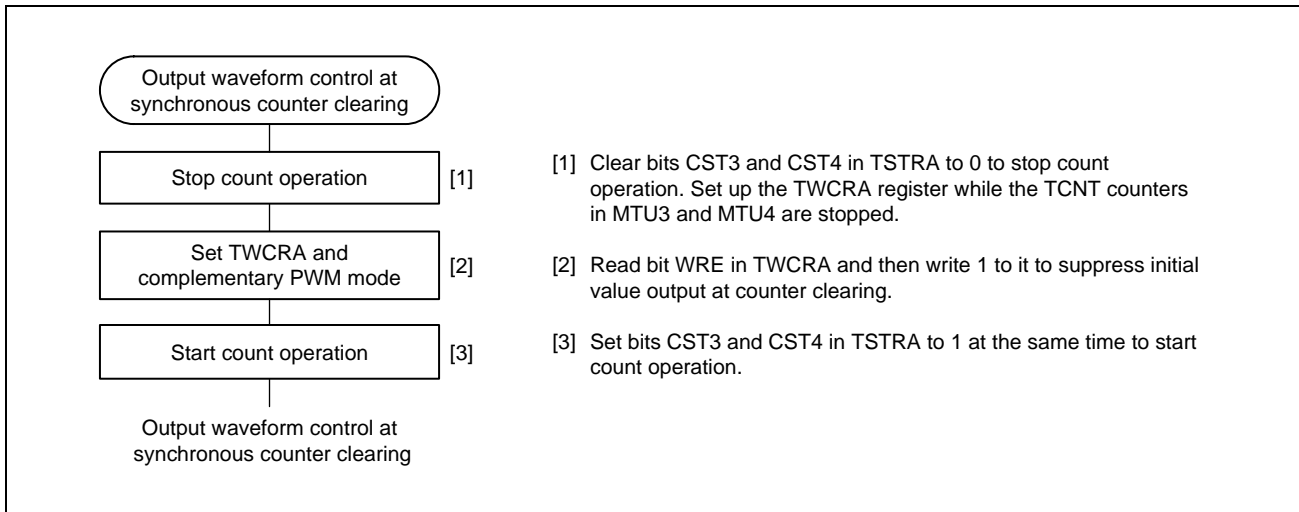 Output waveform control at
synchronous counter clearing
Stop count operation
[1]
Set TWCRA and
complementary PWM mode
[2]
Start count operation
[3]
Output waveform control at
synchronous counter clearing
[1] Clear bits CST3 and CST4 in TSTRA to 0 to stop count
operation. Set up the TWCRA register while the TCNT counters
in MTU3 and MTU4 are stopped.
[2] Read bit WRE in TWCRA and then write 1 to it to suppress initial
value output at counter clearing.
[3] Set bits CST3 and CST4 in TSTRA to 1 at the same time to start
count operation.